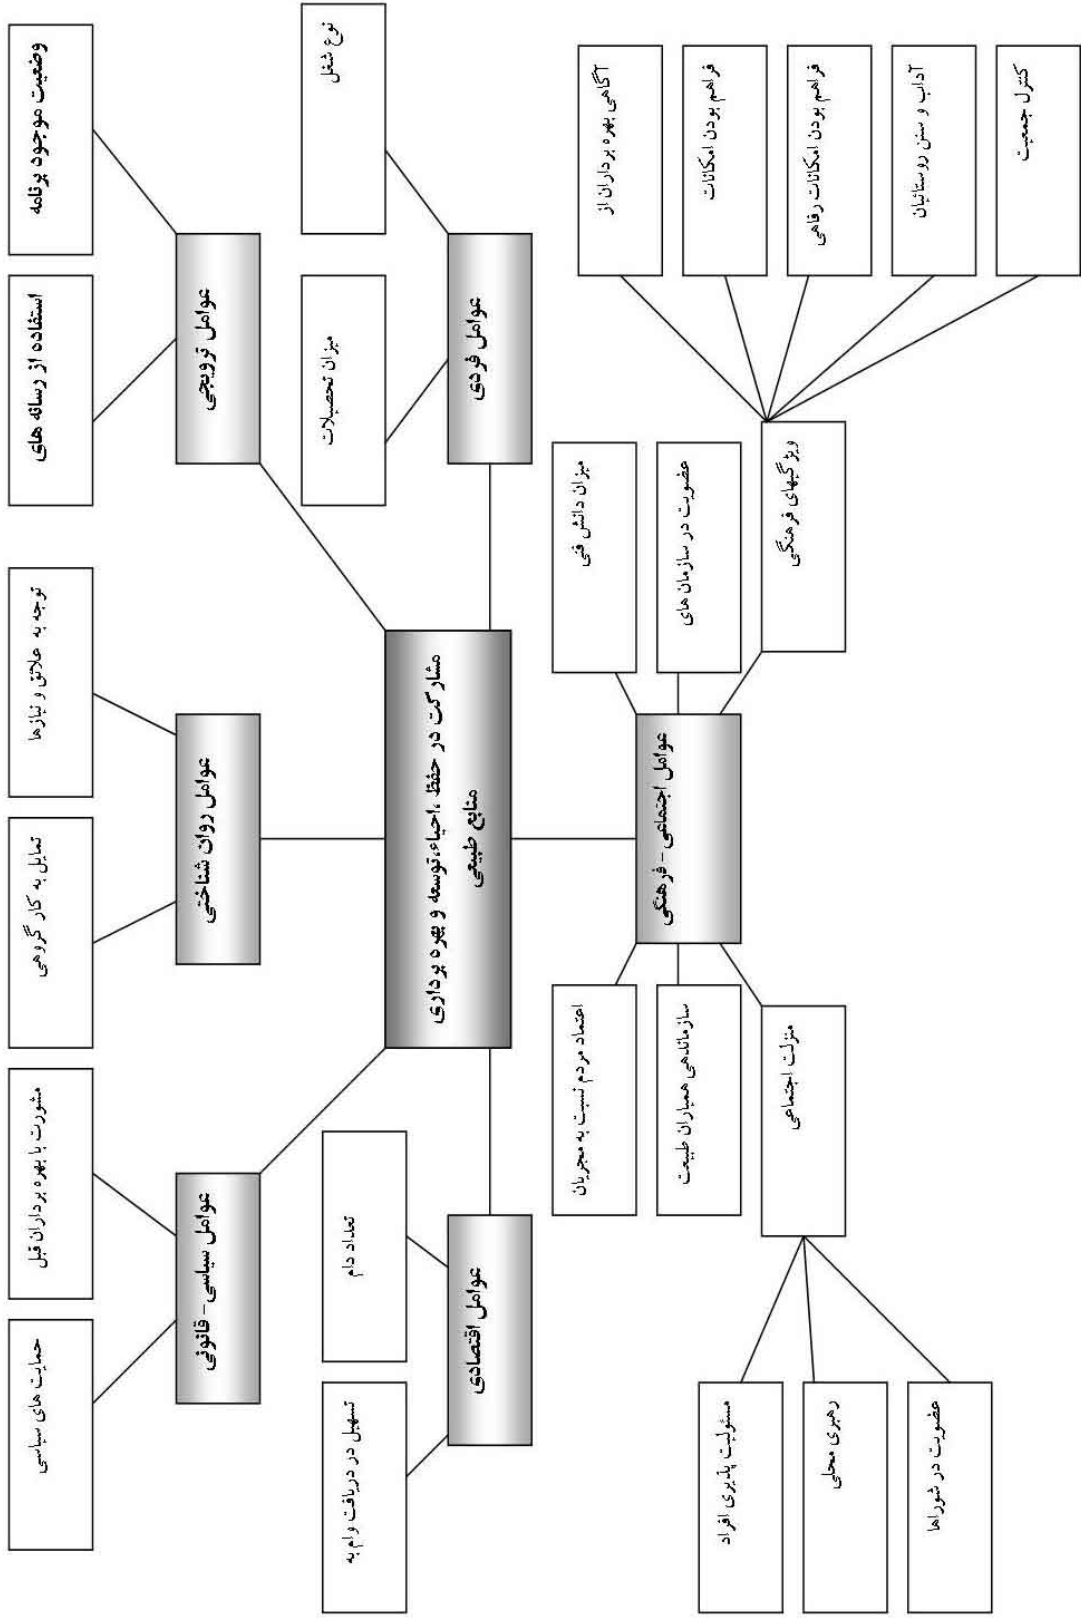 وضعیت موجود برنامه
استفاده از رسانه های
توجه به علائق و نیازها
تمایل به کار گروهی
مشورت با بهره برداران قبل
حمایت های سیاسی
عوامل ترویجی
عوامل روان شناختی
عوامل سیاسی - قانونی
نوع شغل
میزان تحصیلات
تعداد دام
تسهیل در دریافت وام به
عوامل فردی
مشارکت در حفظ ،احیاء،توسعه و بهره برداری
منابع طبیعی
عوامل اقتصادی
میزان دانش فنی
اعتماد مردم نسبت به مجریان
عضویت در سازمان های
عوامل اجتماعی - فرهنگی
سازماندهی همیاران طبیعت
ویژگیهای فرهنگی
منزلت اجتماعی
آگاهی بهره برداران از
فراهم بودن امکانات
فراهم بودن امکانات رفاهی
آداب و سنن روستائیان
کنترل جمعیت
مسئولیت پذیری افراد
رهبری محلی
عضویت در شوراها